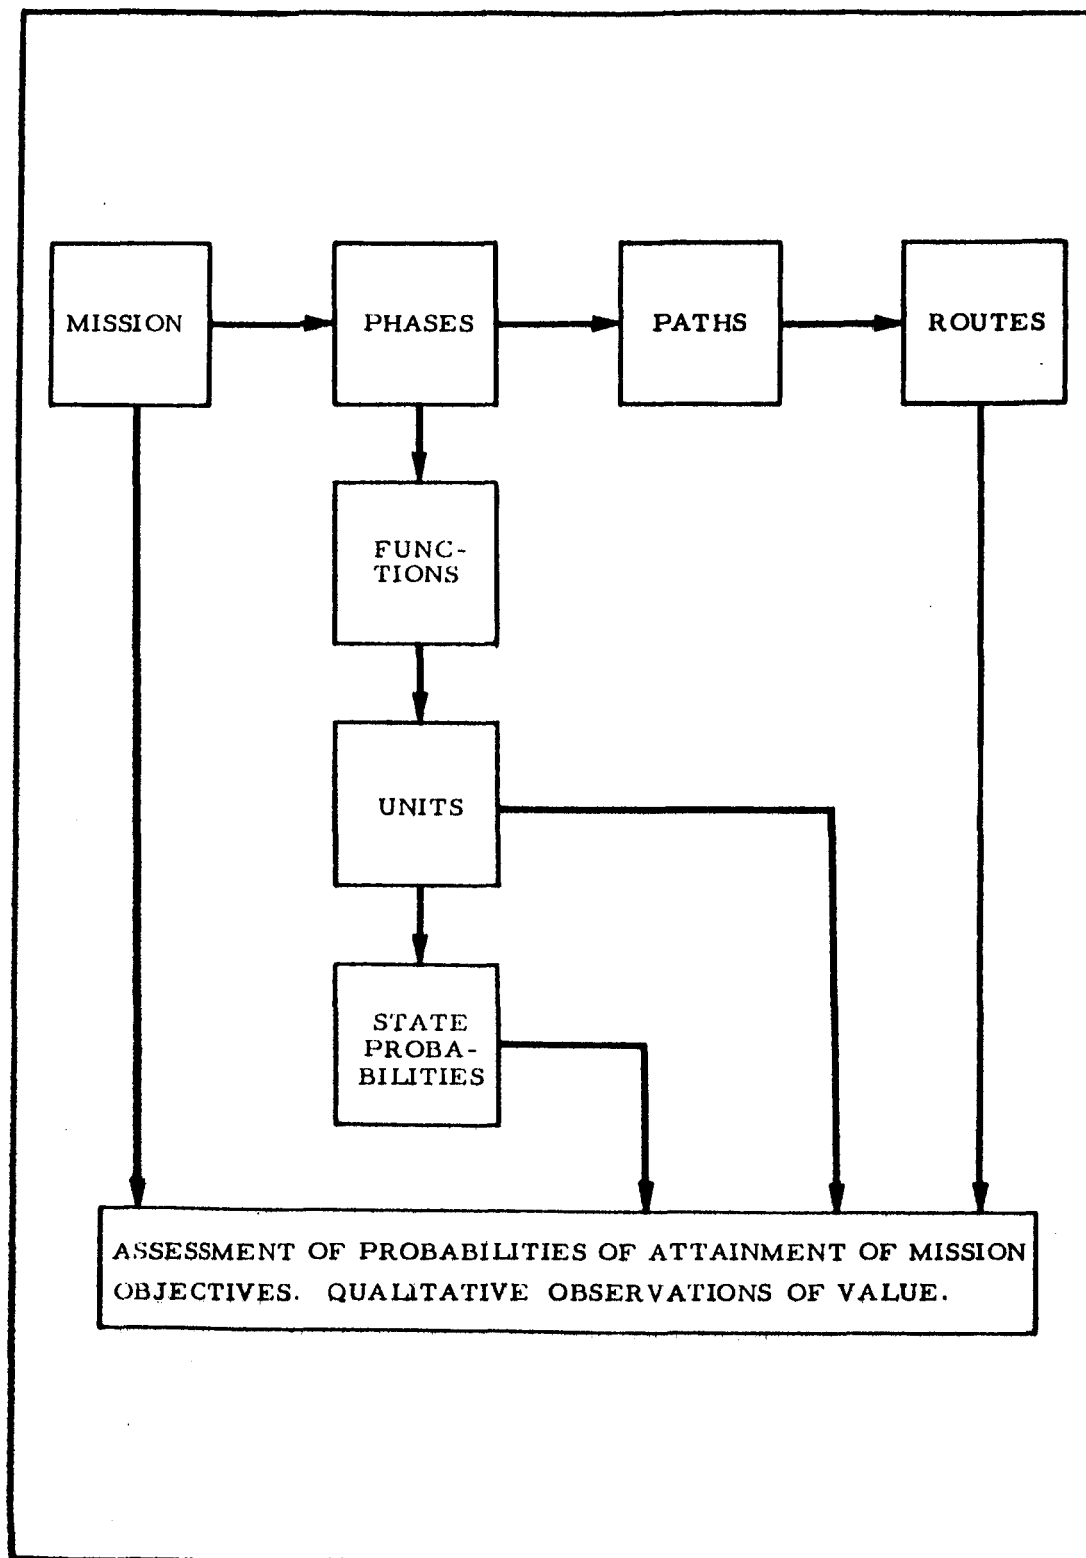 MISSION
PHASES
PATHS
ROUTES
FUNC-
TIONS
UNITS
STATE
PROBA-
BILITIES
ASSESSMENT OF PROBABILITIES OF ATTAINMENT OF MISSION
OBJECTIVES. QUALITATIVE OBSERVATIONS OF VALUE.